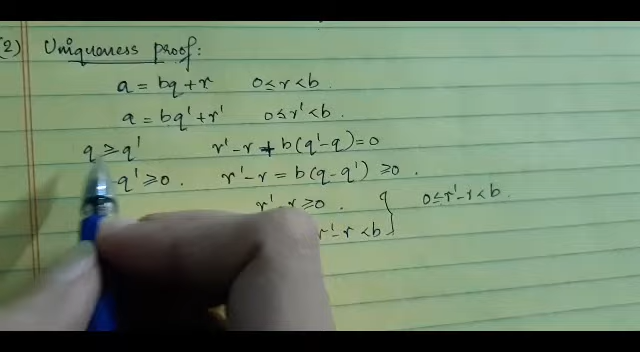 (2) Uniqueness proof:
a = bq + r 0 ≤ r < b.
a = bq' + r' 0 ≤ r' < b.
q ≥ q' r' - r + b(q' - q) = 0
q' ≥ 0. r' - r = b(q - q') ≥ 0.
r' - r ≥ 0. } 0 ≤ r' - r < b.
r' - r < b